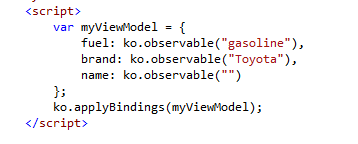 <script>
var myViewModel = {
fuel: ko.observable("gasoline"),
brand: ko.observable("Toyota"),
name: ko.observable("")
};
ko.applyBindings(myViewModel);
</script>